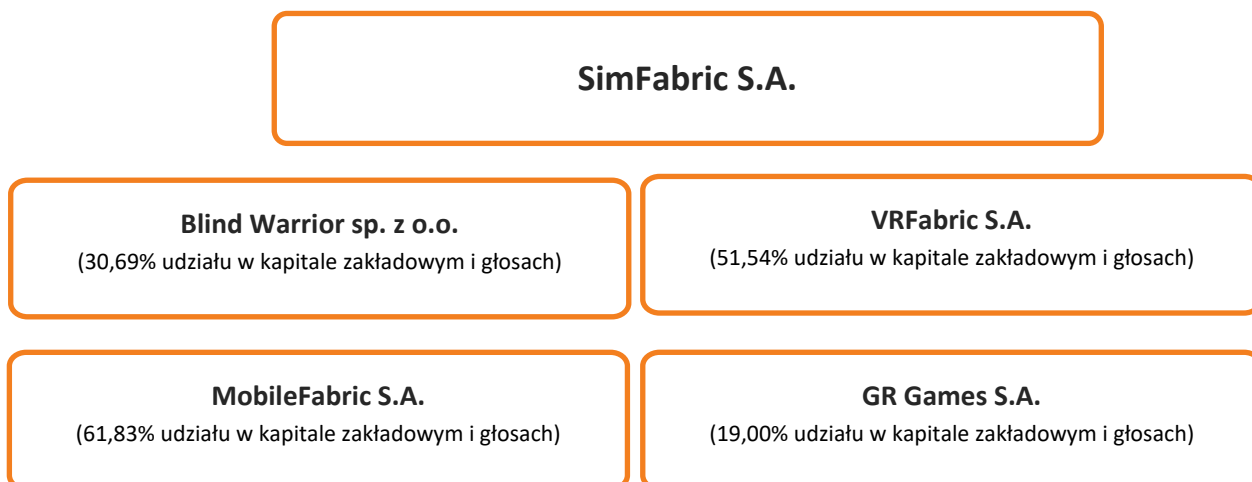 SimFabric S.A.
Blind Warrior sp. z o.o.
(30,69% udziału w kapitale zakładowym i głosach)
VRFabric S.A.
(51,54% udziału w kapitale zakładowym i głosach)
MobileFabric S.A.
(61,83% udziału w kapitale zakładowym i głosach)
GR Games S.A.
(19,00% udziału w kapitale zakładowym i głosach)